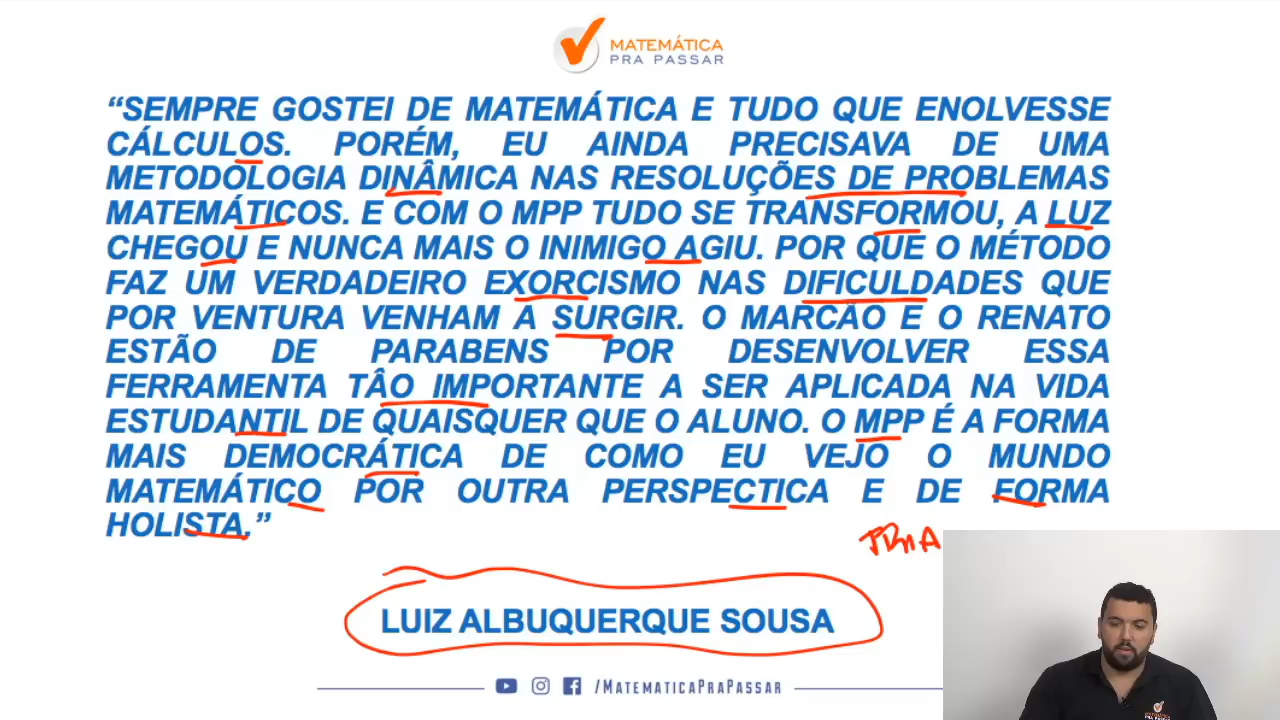 MATEMÁTICA
PRA PASSAR
“SEMPRE GOSTEI DE MATEMÁTICA E TUDO QUE ENOLVESSE
CÁLCULOS. PORÉM, EU AINDA PRECISAVA DE UMA
METODOLOGIA DINÂMICA NAS RESOLUÇÕES DE PROBLEMAS
MATEMÁTICOS. E COM O MPP TUDO SE TRANSFORMOU, A LUZ
CHEGOU E NUNCA MAIS O INIMIGO AGIU. POR QUE O MÉTODO
FAZ UM VERDADEIRO EXORCISMO NAS DIFICULDADES QUE
POR VENTURA VENHAM A SURGIR. O MARCÃO E O RENATO
ESTÃO DE PARABENS POR DESENVOLVER ESSA
FERRAMENTA TÂO IMPORTANTE A SER APLICADA NA VIDA
ESTUDANTIL DE QUAISQUER QUE O ALUNO. O MPP É A FORMA
MAIS DEMOCRÁTICA DE COMO EU VEJO O MUNDO
MATEMÁTICO POR OUTRA PERSPECTICA E DE FORMA
HOLISTA.”
LUIZ ALBUQUERQUE SOUSA
/MATEMATICAPRAPASSAR